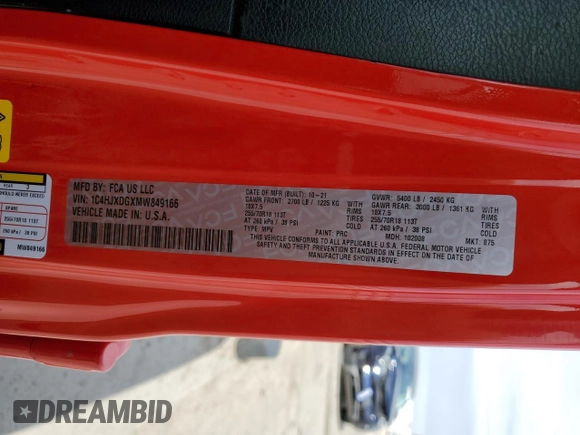 MFD BY: FCA US LLC
VIN: 1C4HJXDGXMW849166
VEHICLE MADE IN U.S.A.
DATE OF MFR (BUILT): 10-21
GAWR FRONT: 2700 LB / 1225 KG
18X7.5
255/70R18 113T
AT 260 kPa / 38 PSI
TYPE: MPV
PAINT: PRC
GVWR: 5400 LB / 2450 KG
GAWR REAR: 3000 LB / 1361 KG
WITH
18X7.5
RIMS
255/70R18 113T
TIRES
AT 260 kPa / 38 PSI
COLD
MDH: 102008
MKT: 875
THIS VEHICLE CONFORMS TO ALL APPLICABLE U.S.A. FEDERAL MOTOR VEHICLE
SAFETY AND THEFT PREVENTION STANDARDS IN EFFECT ON THE DATE OF
MANUFACTURE SHOWN ABOVE.
255/70R18 113T
260 kPa / 38 PSI
MW849166
DREAMBID